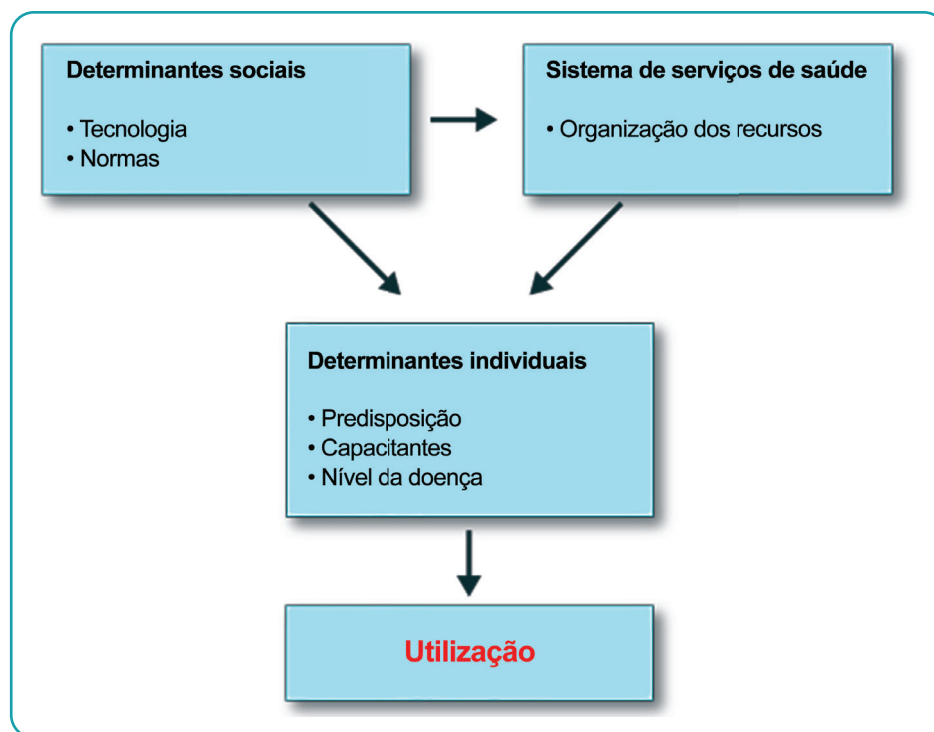 Determinantes sociais
• Tecnologia
• Normas
Sistema de serviços de saúde
• Organização dos recursos
Determinantes individuais
• Predisposição
• Capacitantes
• Nível da doença
Utilização